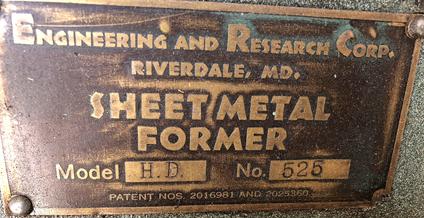 ENGINEERING AND RESEARCH CORP.
RIVERDALE, MD.
SHEET METAL
FORMER
Model H.D. No. 525
PATENT NOS. 2016981 AND 2025360